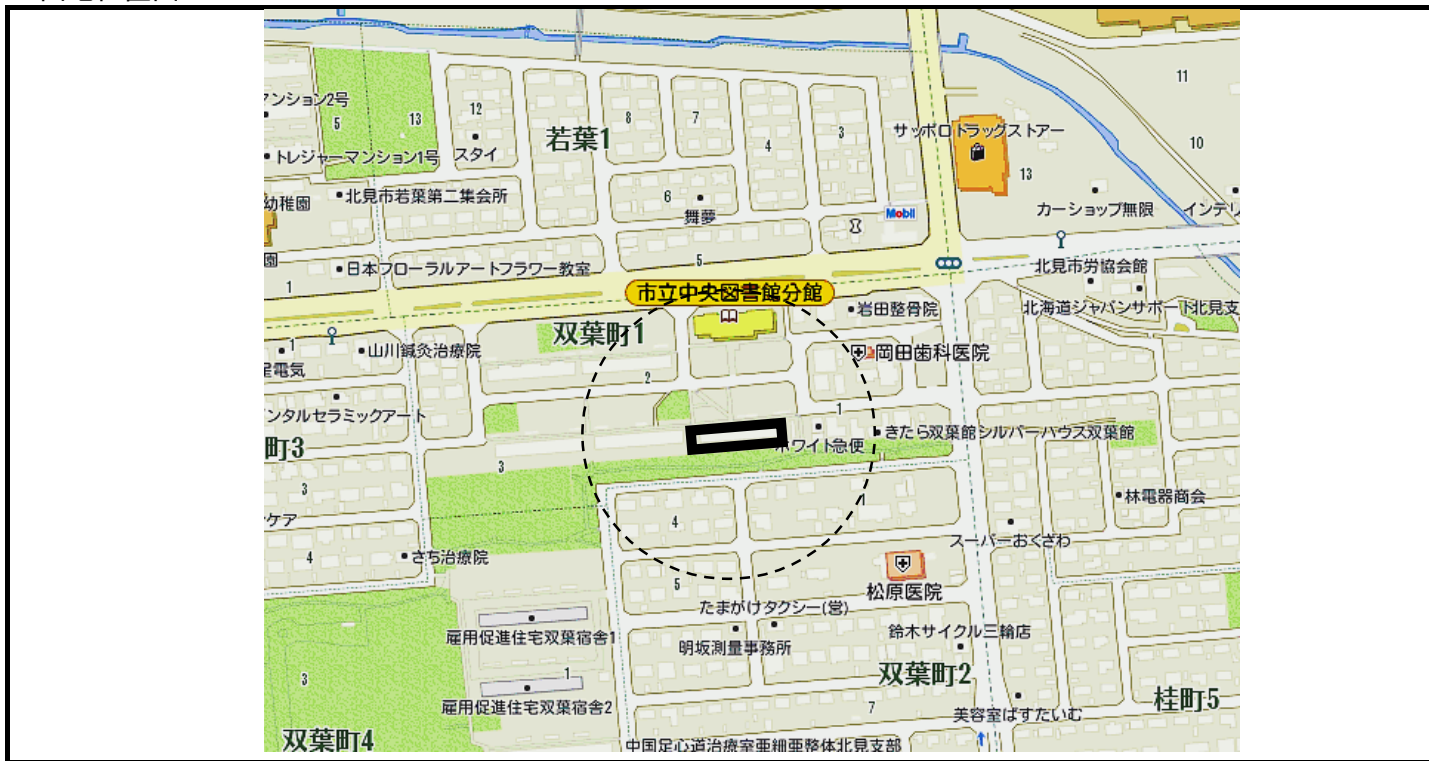 11
ンション2号
5
13
12
8
7
4
3
サッポロドラッグストアー
若葉1
10
トレジャーマンション1号
スタイ
13
北見市若葉第二集会所
6
舞夢
幼稚園
Mobil
カーショップ無限
インテリ
園
日本フローラルアートフラワー教室
5
北見市労協会館
1
市立中央図書館分館
岩田整骨院
北海道ジャパンサポート北見支
双葉町1
1
山川鍼灸治療院
岡田歯科医院
電気
2
ンタルセラミックアート
1
町3
きたら双葉館シルバーハウス双葉館
ホワイト急便
3
3
林電器商会
ケア
4
1
スーパーおくざわ
4
さち治療院
5
松原医院
たまがけタクシー(営)
雇用促進住宅双葉宿舎1
明坂測量事務所
鈴木サイクル三輪店
3
1
双葉町2
雇用促進住宅双葉宿舎2
7
美容室ぱすたいむ
桂町5
双葉町4
中国足心道治療室亜細亜整体北見支部